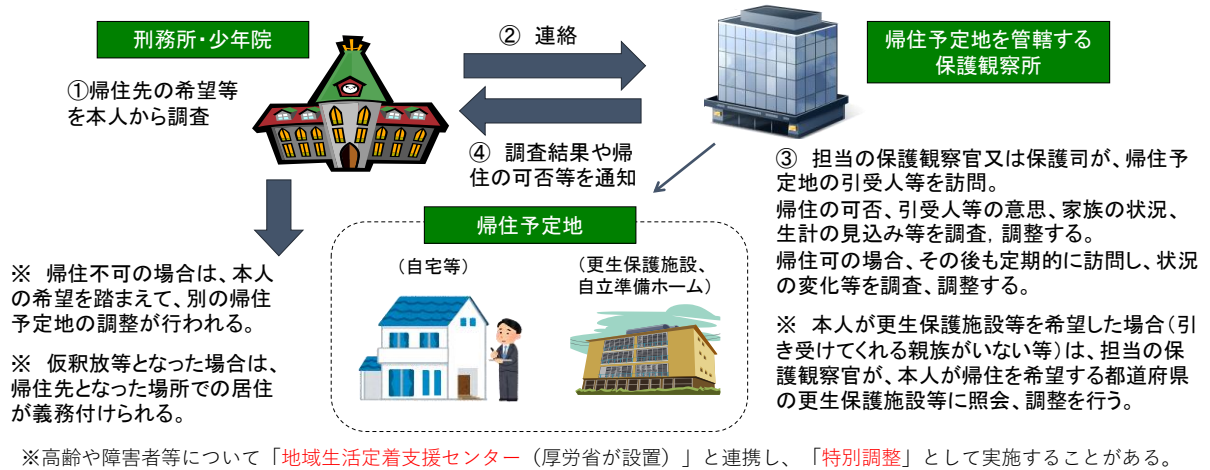 刑務所・少年院
①帰住先の希望等
を本人から調査
② 連絡
④ 調査結果や帰
住の可否等を通知
帰住予定地を管轄する
保護観察所
③ 担当の保護観察官又は保護司が、帰住予
定地の引受人等を訪問。
帰住の可否、引受人等の意思、家族の状況、
生計の見込み等を調査，調整する。
帰住可の場合、その後も定期的に訪問し、状況
の変化等を調査、調整する。
※ 本人が更生保護施設等を希望した場合（引
き受けてくれる親族がいない等）は、担当の保
護観察官が、本人が帰住を希望する都道府県
の更生保護施設等に照会、調整を行う。
帰住予定地
（自宅等）
（更生保護施設、
自立準備ホーム）
※ 帰住不可の場合は、本人
の希望を踏まえて、別の帰住
予定地の調整が行われる。
※ 仮釈放等となった場合は、
帰住先となった場所での居住
が義務付けられる。
※高齢や障害者等について「地域生活定着支援センター（厚労省が設置）」と連携し、「特別調整」として実施することがある。